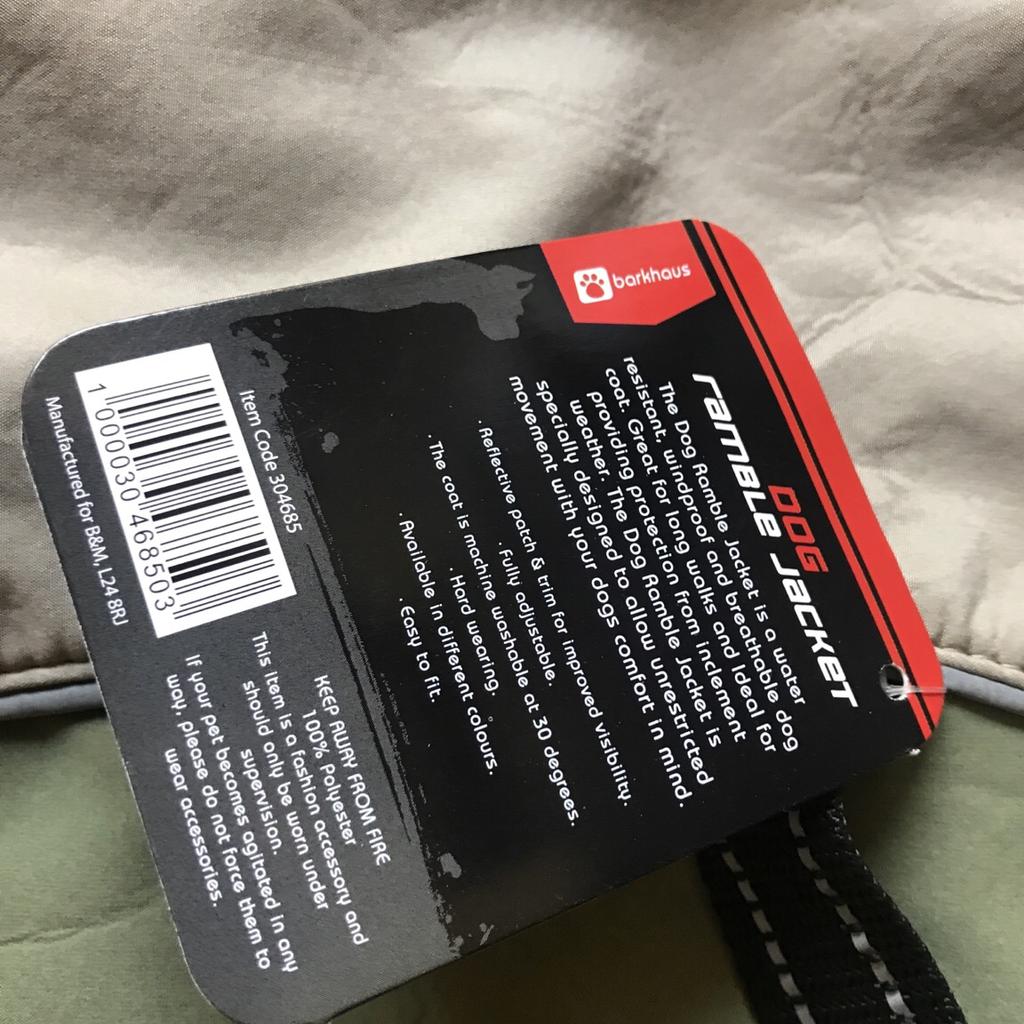 barkhaus
DOG
RAMBLE JACKET
The Dog Ramble Jacket is a water
resistant, windproof and breathable dog
coat. Great for long walks and ideal for
providing protection from inclement
weather. The Dog Ramble Jacket is
specially designed to allow unrestricted
movement with your dogs comfort in mind.
. Reflective patch & trim for improved visibility.
. Fully adjustable.
. The coat is machine washable at 30 degrees.
. Hard wearing.
. Available in different colours.
. Easy to fit.
KEEP AWAY FROM FIRE
100% Polyester
This item is a fashion accessory and
should only be worn under
supervision.
If your pet becomes agitated in any
way, please do not force them to
wear accessories.
Item Code 304685
1 000030 468503
Manufactured for B&M, L24 8RJ